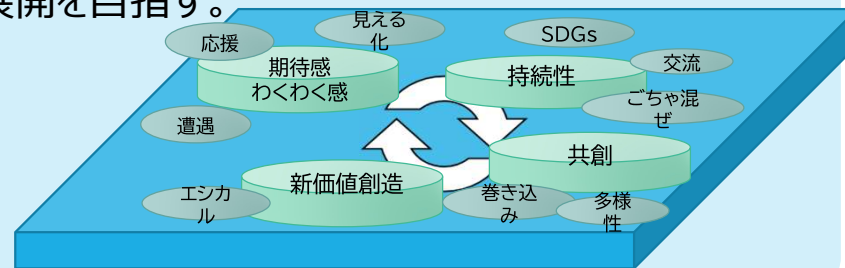 展開を目指す。
見える
化
応援
SDGs
期待感
わくわく感
持続性
交流
ごちゃ混
ぜ
遭遇
共創
新価値創造
エシカ
ル
巻き込
み
多様
性